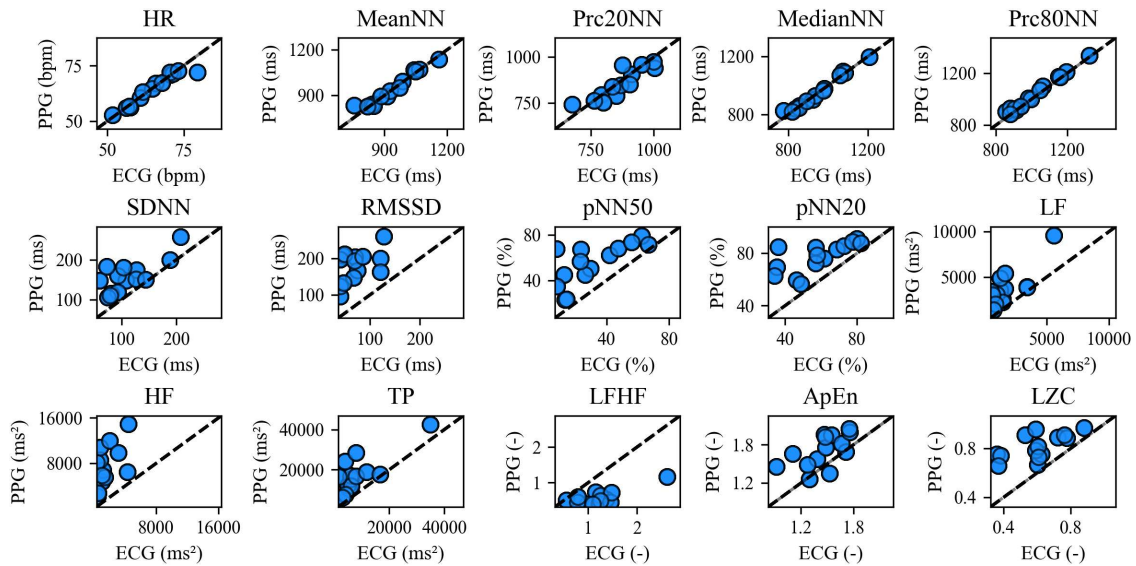 HR
MeanNN
Prc20NN
MedianNN
Prc80NN
PPG (bpm)
75
50
50
75
ECG (bpm)
PPG (ms)
1200
900
900
1200
ECG (ms)
PPG (ms)
1000
750
750
1000
ECG (ms)
PPG (ms)
1200
800
800
1200
ECG (ms)
PPG (ms)
1200
800
800
1200
ECG (ms)
SDNN
RMSSD
pNN50
pNN20
LF
PPG (ms)
200
100
100
200
ECG (ms)
PPG (ms)
200
100
200
ECG (ms)
PPG (%)
80
40
40
80
ECG (%)
PPG (%)
80
40
40
80
ECG (%)
PPG (ms²)
10000
5000
5000
10000
ECG (ms²)
HF
TP
LFHF
ApEn
LZC
PPG (ms²)
16000
8000
8000
16000
ECG (ms²)
PPG (ms²)
40000
20000
20000
40000
ECG (ms²)
PPG (-)
2
1
1
2
ECG (-)
PPG (-)
1.8
1.2
1.2
1.8
ECG (-)
PPG (-)
0.8
0.4
0.4
0.8
ECG (-)